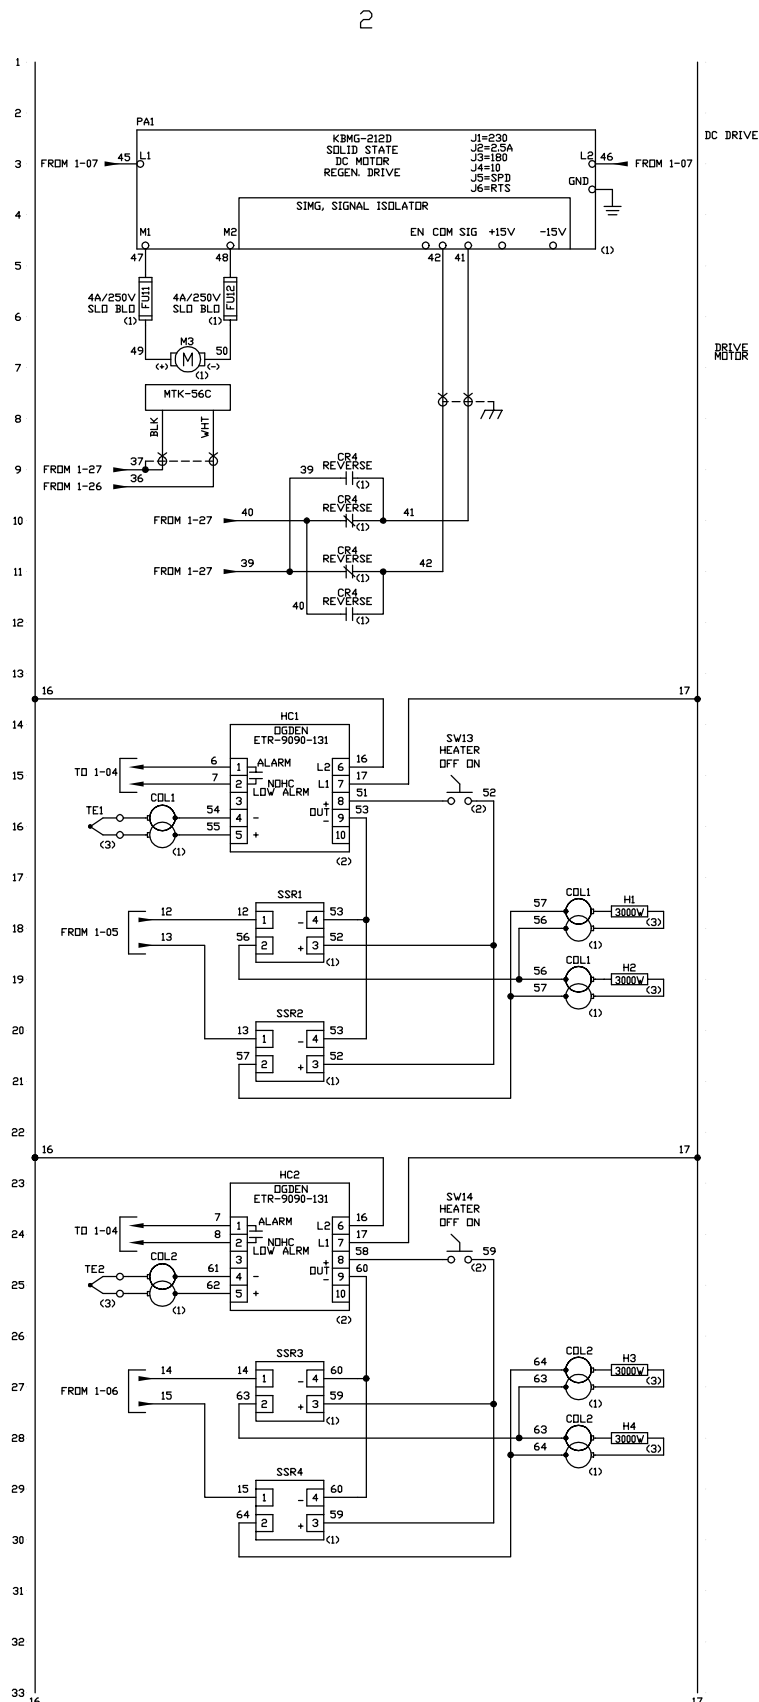 2
1
2
PA1
KBMG-212D
SOLID STATE
DC MOTOR
REGEN. DRIVE
J1=230
J2=2.5A
J3=180
J4=10
J5=SPD
J6=RTS
DC DRIVE
3
FROM 1-07
45
L1
L2
46
FROM 1-07
GND
4
SIMG, SIGNAL ISOLATOR
M1
M2
EN COM SIG +15V -15V
(1)
5
47
48
42
41
4A/250V
SLO BLO
(1)
FU11
4A/250V
SLO BLO
(1)
FU12
6
M3
49
50
(+)
M
(-)
(1)
DRIVE
MOTOR
7
MTK-56C
8
BLK
WHT
9
FROM 1-27
37
FROM 1-26
36
39
CR4
REVERSE
(1)
10
FROM 1-27
40
CR4
REVERSE
(1)
41
11
FROM 1-27
39
CR4
REVERSE
(1)
42
40
CR4
REVERSE
(1)
12
13
16
17
14
HC1
OGDEN
ETR-9090-131
SW13
HEATER
OFF ON
15
TO 1-04
6
7
1
2
3
4
5
ALARM
NOHC
LOW ALRM
L2
L1
+
OUT
-
6
7
8
9
10
16
17
51
53
52
(2)
16
TE1
(3)
COL1
(1)
54
55
-
+
(2)
17
SSR1
18
FROM 1-05
12
13
12
56
1
2
-
+
4
3
53
52
(1)
57
56
COL1
(1)
H1
3000W
(3)
19
56
57
COL1
(1)
H2
3000W
(3)
20
SSR2
13
57
1
2
-
+
4
3
53
52
(1)
21
22
16
17
23
HC2
OGDEN
ETR-9090-131
SW14
HEATER
OFF ON
24
TO 1-04
7
8
1
2
3
4
5
ALARM
NOHC
LOW ALRM
L2
L1
+
OUT
-
6
7
8
9
10
16
17
58
60
59
(2)
25
TE2
(3)
COL2
(1)
61
62
-
+
(2)
26
SSR3
27
FROM 1-06
14
15
14
63
1
2
-
+
4
3
60
59
(1)
64
63
COL2
(1)
H3
3000W
(3)
28
63
64
COL2
(1)
H4
3000W
(3)
29
SSR4
15
64
1
2
-
+
4
3
60
59
(1)
30
31
32
33
16
17